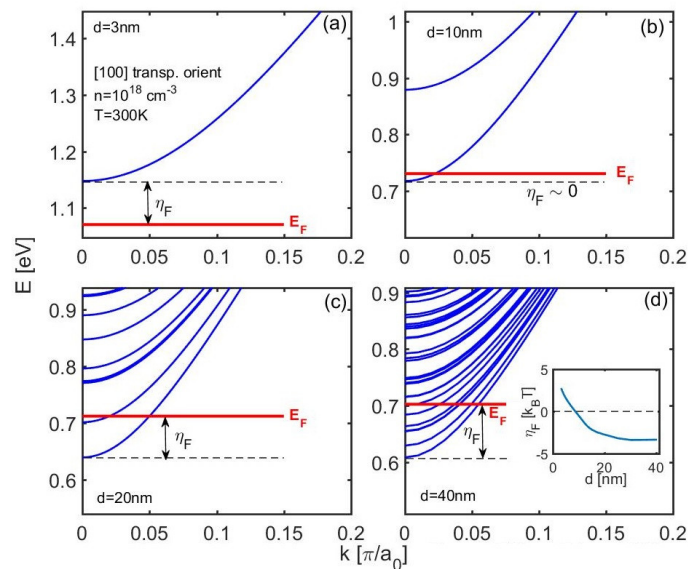 d=3nm
(a)
[100] transp. orient
n=10^18 cm^-3
T=300K
η_F
E_F
1.4
1.3
1.2
1.1
0 0.05 0.1 0.15 0.2
d=10nm
(b)
η_F ∼ 0
E_F
1
0.9
0.8
0.7
0 0.05 0.1 0.15 0.2
E [eV]
(c)
E_F
η_F
d=20nm
0.9
0.8
0.7
0.6
0 0.05 0.1 0.15 0.2
(d)
E_F
η_F
d=40nm
0.9
0.8
0.7
0.6
0 0.05 0.1 0.15 0.2
η_F [k_BT]
5
0
-5
0 20 40
d [nm]
k [π/a_0]